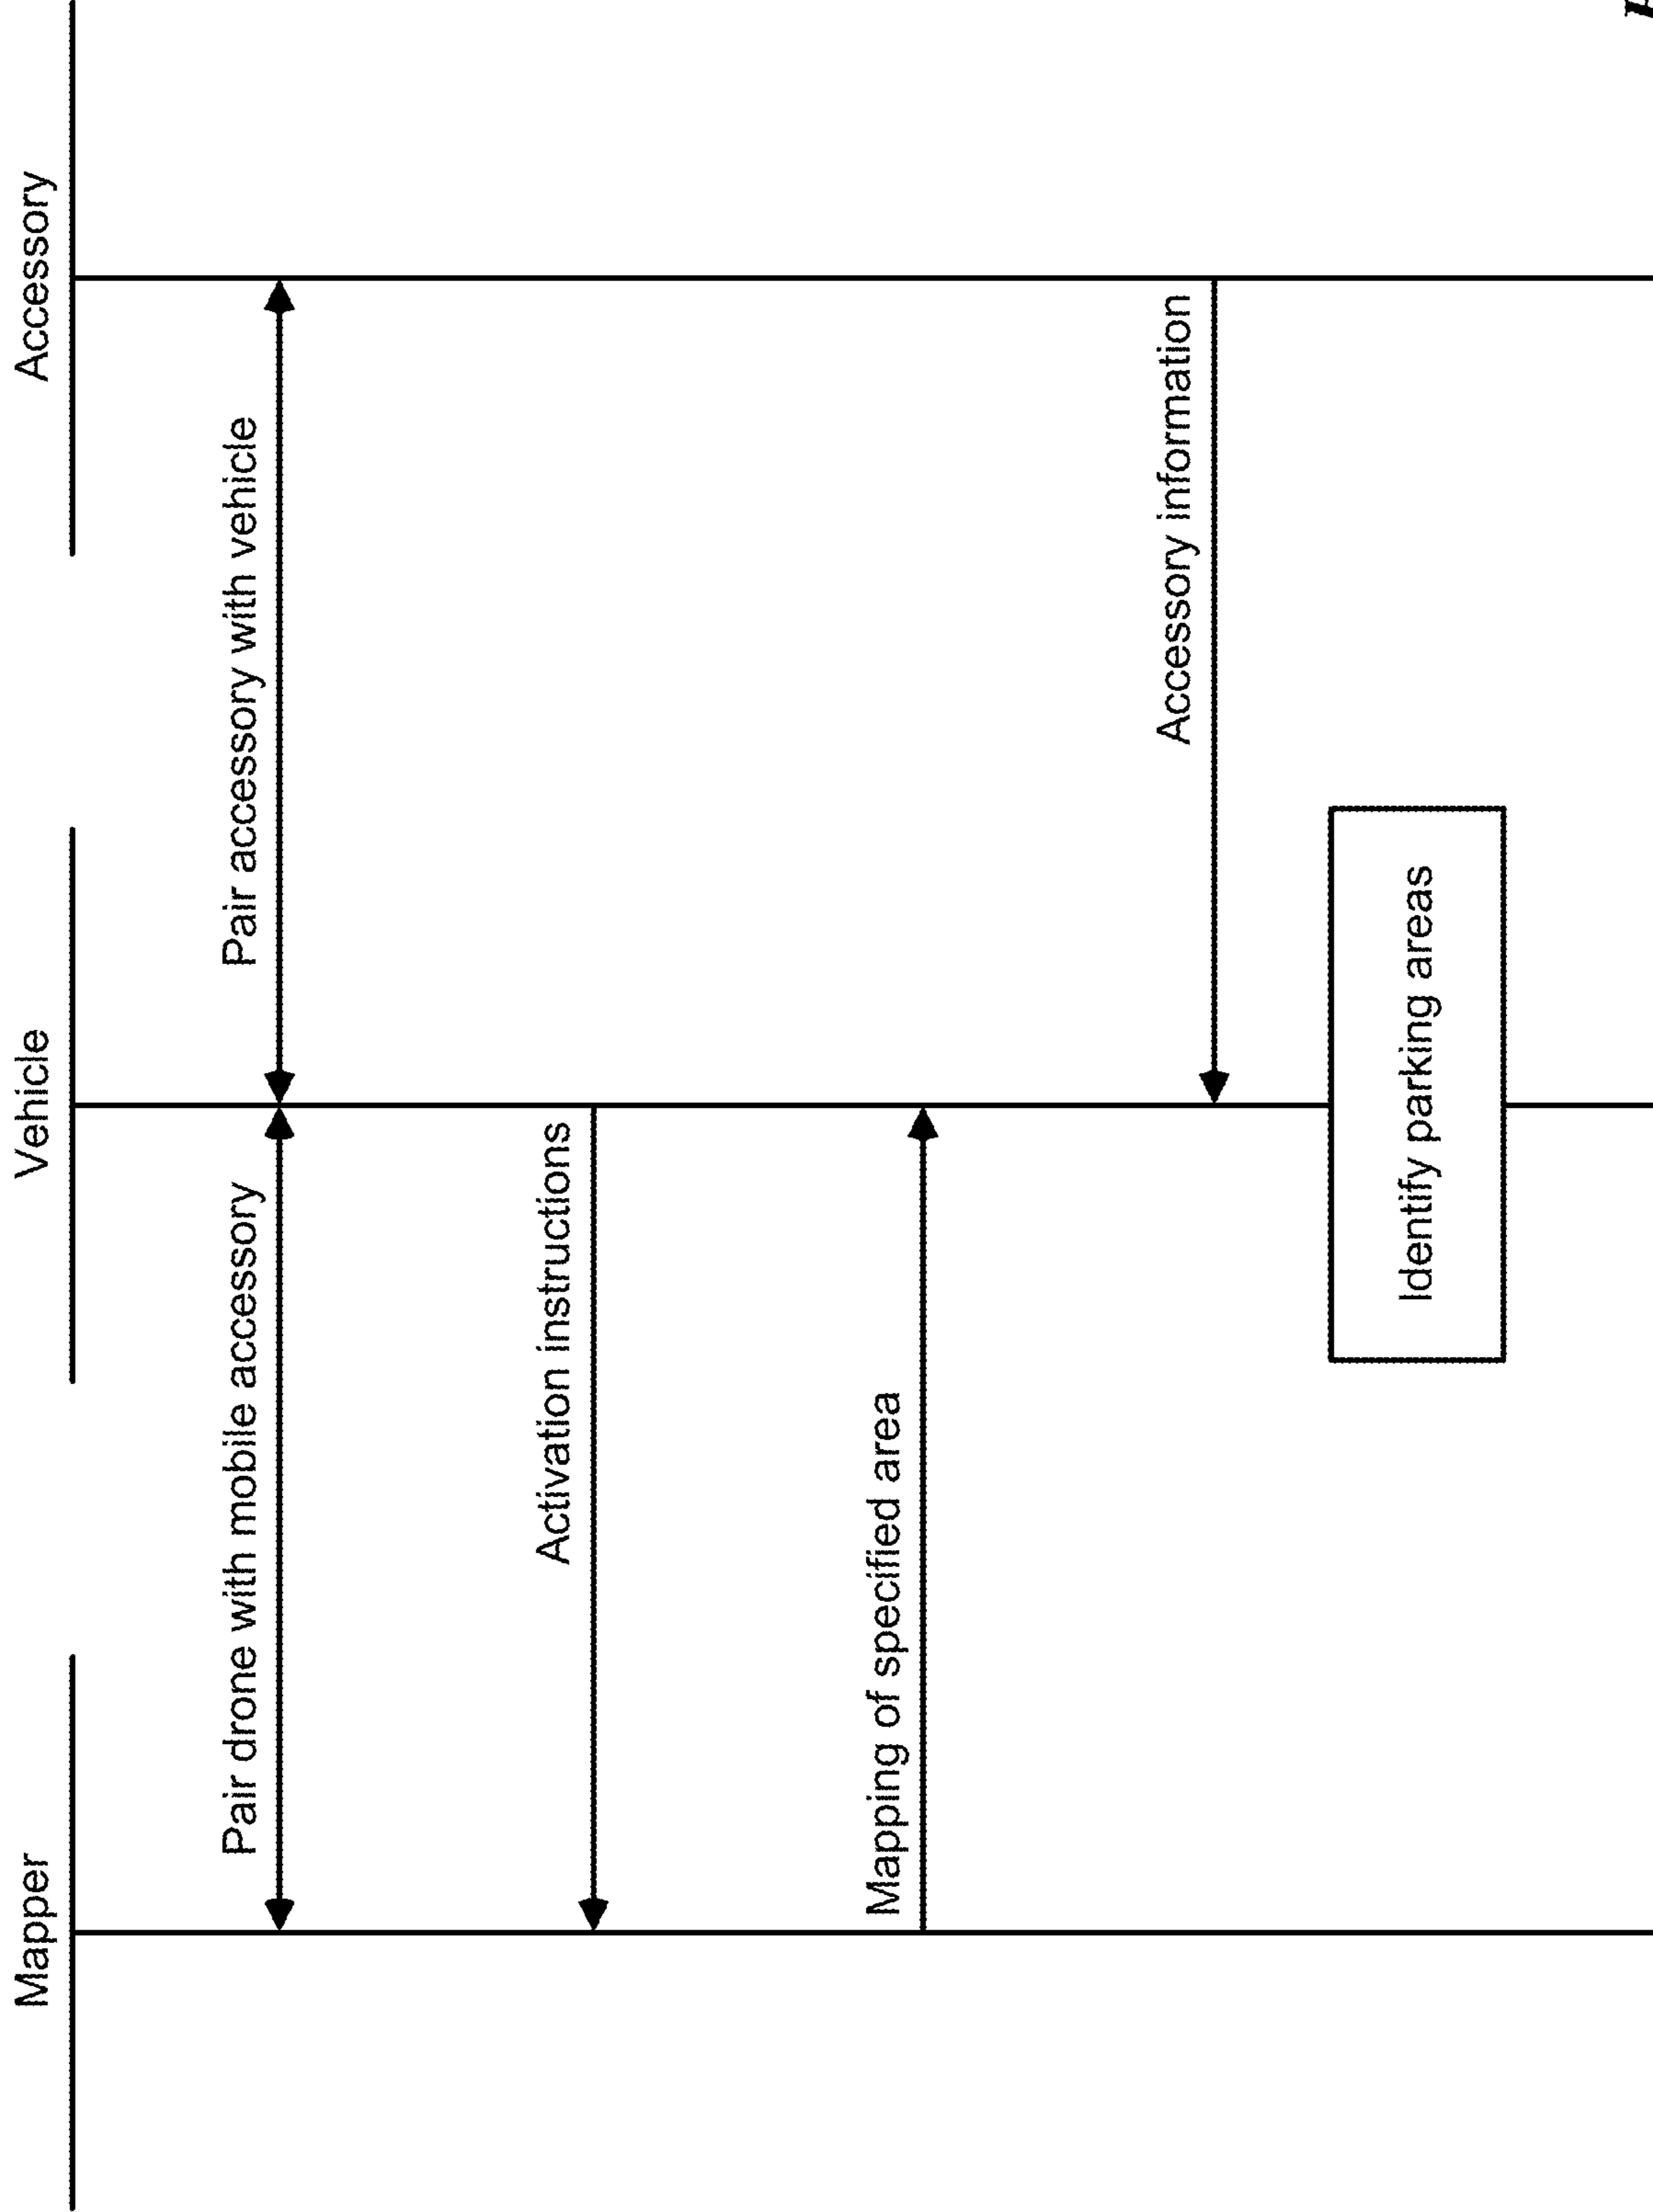 Mapper
Vehicle
Accessory
Pair drone with mobile accessory
Pair accessory with vehicle
Activation instructions
Mapping of specified area
Accessory information
Identify parking areas